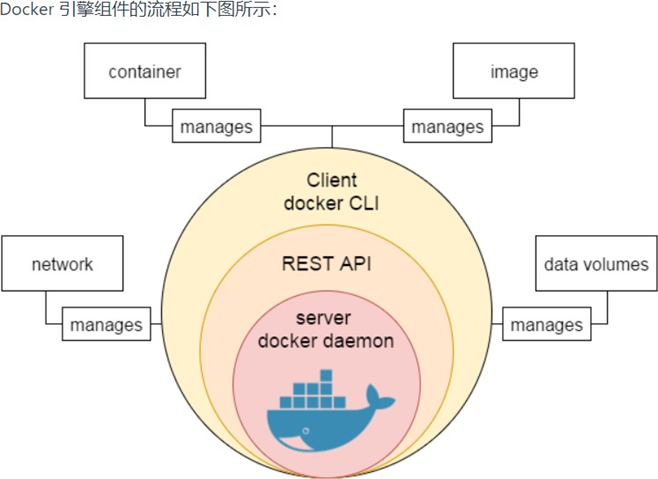 Docker 引擎组件的流程如下图所示：
container
image
manages
manages
Client
docker CLI
REST API
network
data volumes
server
docker daemon
manages
manages